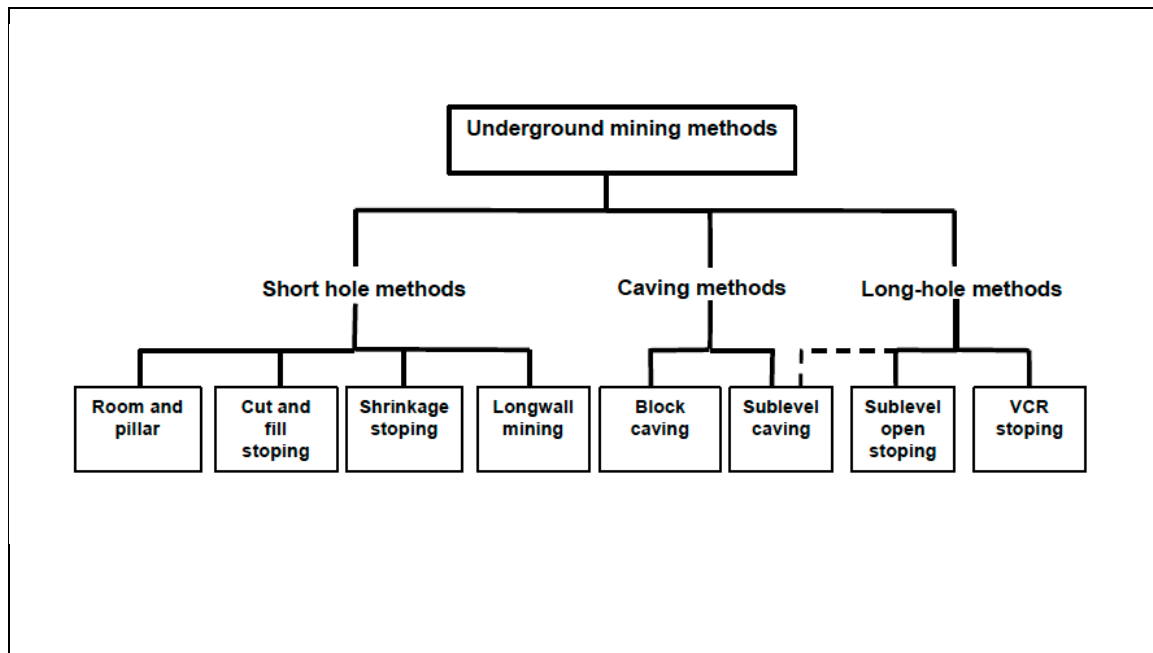 Underground mining methods
Short hole methods
Caving methods
Long-hole methods
Room and
pillar
Cut and
fill
stoping
Shrinkage
stoping
Longwall
mining
Block
caving
Sublevel
caving
Sublevel
open
stoping
VCR
stoping